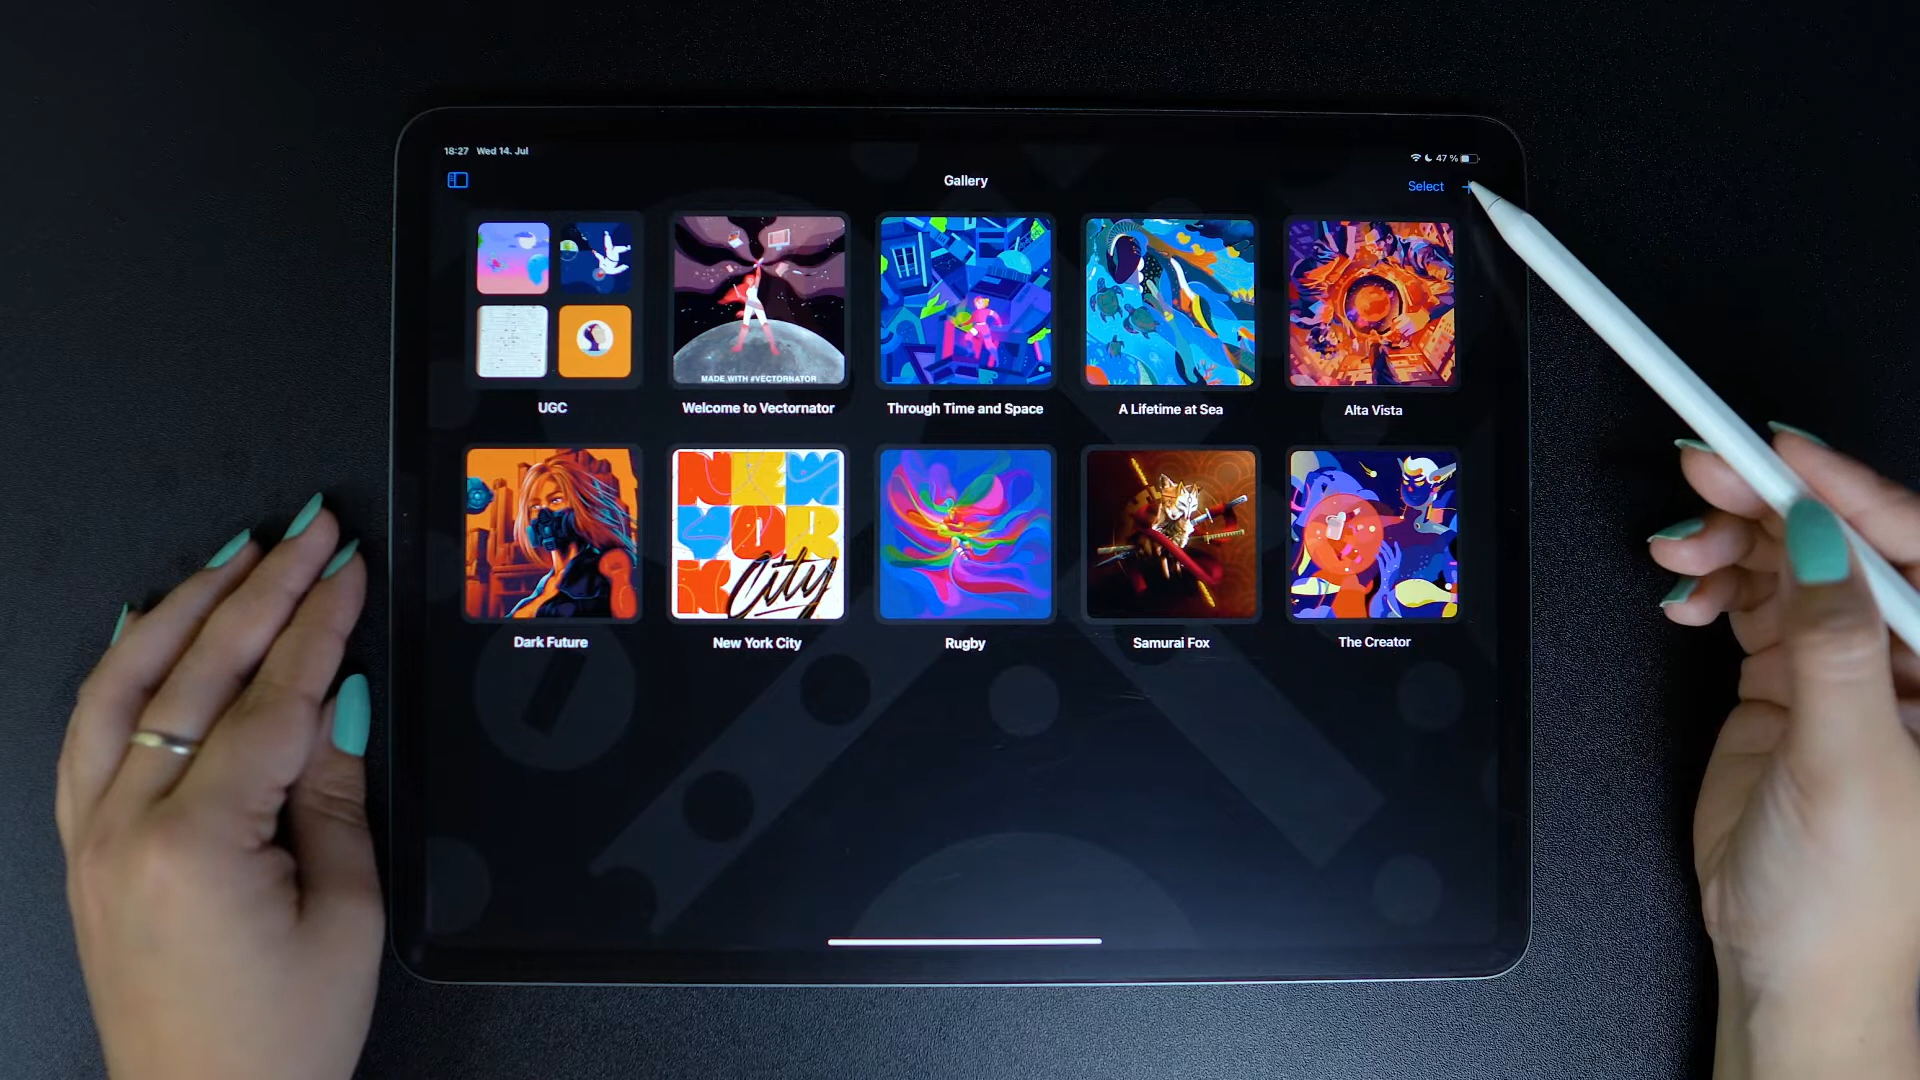 18:27 Wed 14. Jul
47 %
Gallery
Select
MADE WITH #VECTORNATOR
UGC
Welcome to Vectornator
Through Time and Space
A Lifetime at Sea
Alta Vista
NEW
YOR
K
City
Dark Future
New York City
Rugby
Samurai Fox
The Creator